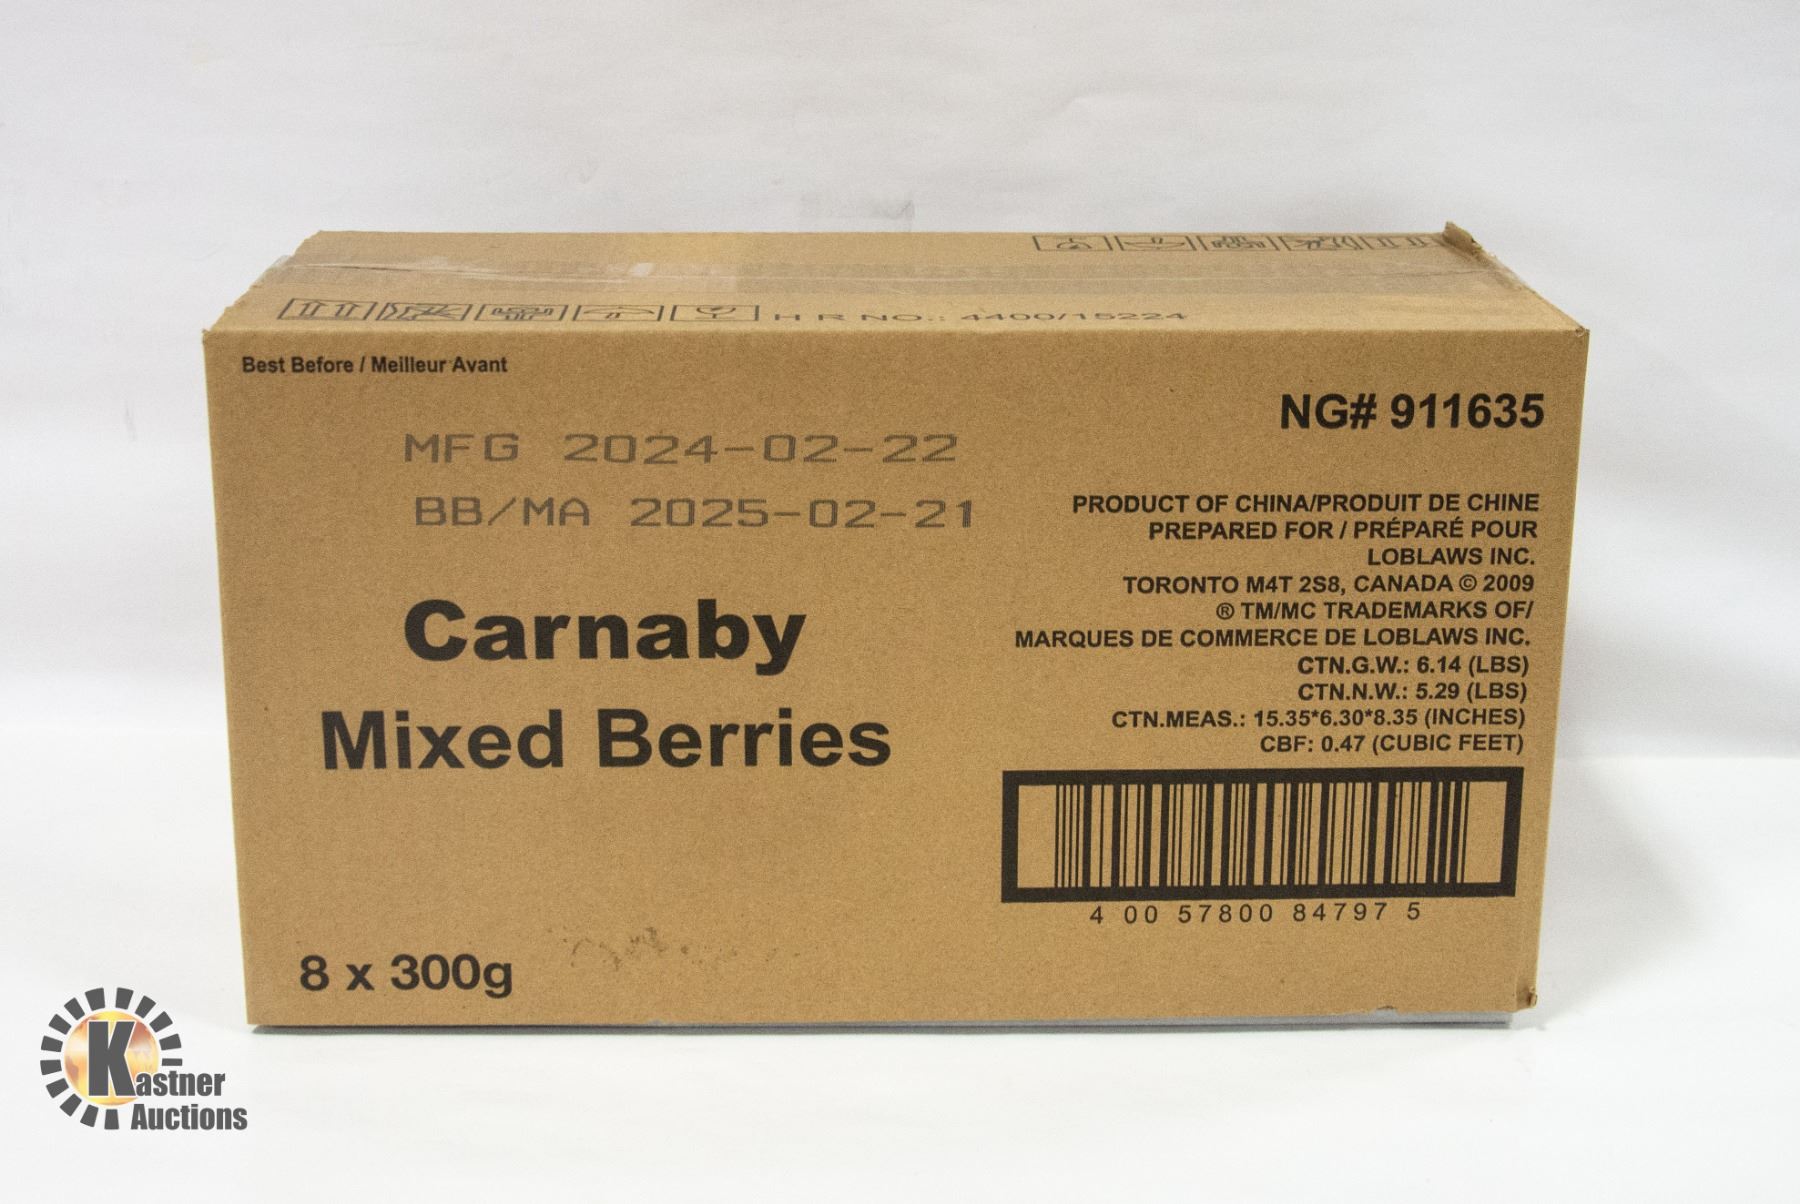 H R NO.: 4400/15224
Best Before / Meilleur Avant
NG# 911635
MFG 2024-02-22
BB/MA 2025-02-21
PRODUCT OF CHINA/PRODUIT DE CHINE
PREPARED FOR / PRÉPARÉ POUR
LOBLAWS INC.
TORONTO M4T 2S8, CANADA © 2009
® TM/MC TRADEMARKS OF/
MARQUES DE COMMERCE DE LOBLAWS INC.
CTN.G.W.: 6.14 (LBS)
CTN.N.W.: 5.29 (LBS)
CTN.MEAS.: 15.35*6.30*8.35 (INCHES)
CBF: 0.47 (CUBIC FEET)
Carnaby
Mixed Berries
4 00 57800 84797 5
8 x 300g
Kastner
Auctions